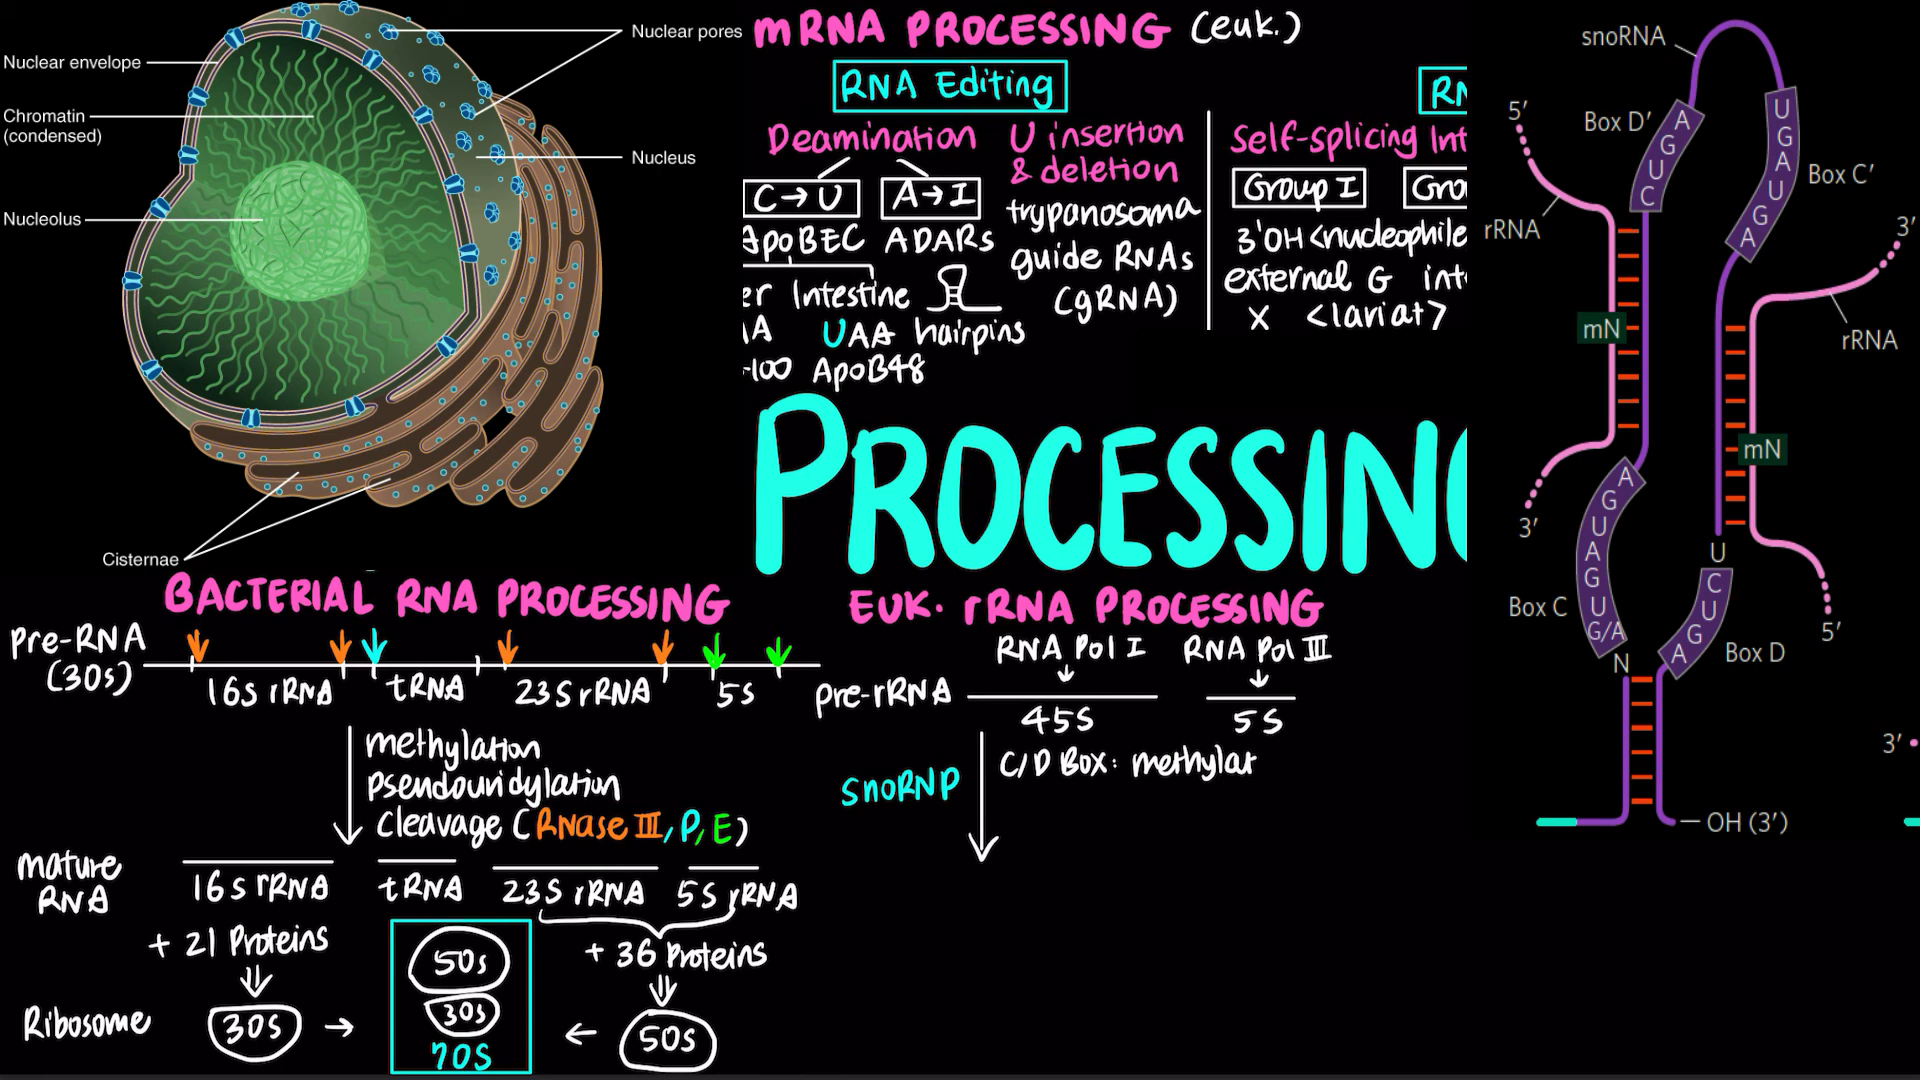 Nuclear pores
Nuclear envelope
Chromatin
(condensed)
Nucleus
Nucleolus
Cisternae
mRNA PROCESSING (euk.)
RNA Editing
Deamination
C→U
A→I
ApoBEC
ADARs
Intestine
UAA hairpins
-100 ApoB48
U insertion
& deletion
trypanosoma
guide RNAs
(gRNA)
Self-splicing Int
Group I
3'OH <nucleophile
external G
X <lariat>
PROCESSING
snoRNA
5'
Box D'
A
G
U
C
U
G
A
U
G
A
Box C'
rRNA
3'
mN
rRNA
mN
3'
A
G
U
A
G
U
G/A
N
Box C
U
C
U
G
A
Box D
5'
3'
OH (3')
BACTERIAL RNA PROCESSING
Pre-RNA
(30s)
16S rRNA
tRNA
23S rRNA
5S
methylation
pseudouridylation
cleavage (RNase III, P, E)
mature
RNA
16S rRNA
tRNA
23S rRNA
5S rRNA
+ 21 Proteins
+ 36 Proteins
Ribosome
30S
→
50s
30s
70S
←
50S
EUK. rRNA PROCESSING
RNA Pol I
RNA Pol III
pre-rRNA
45S
5S
snoRNP
C/D Box: methylat